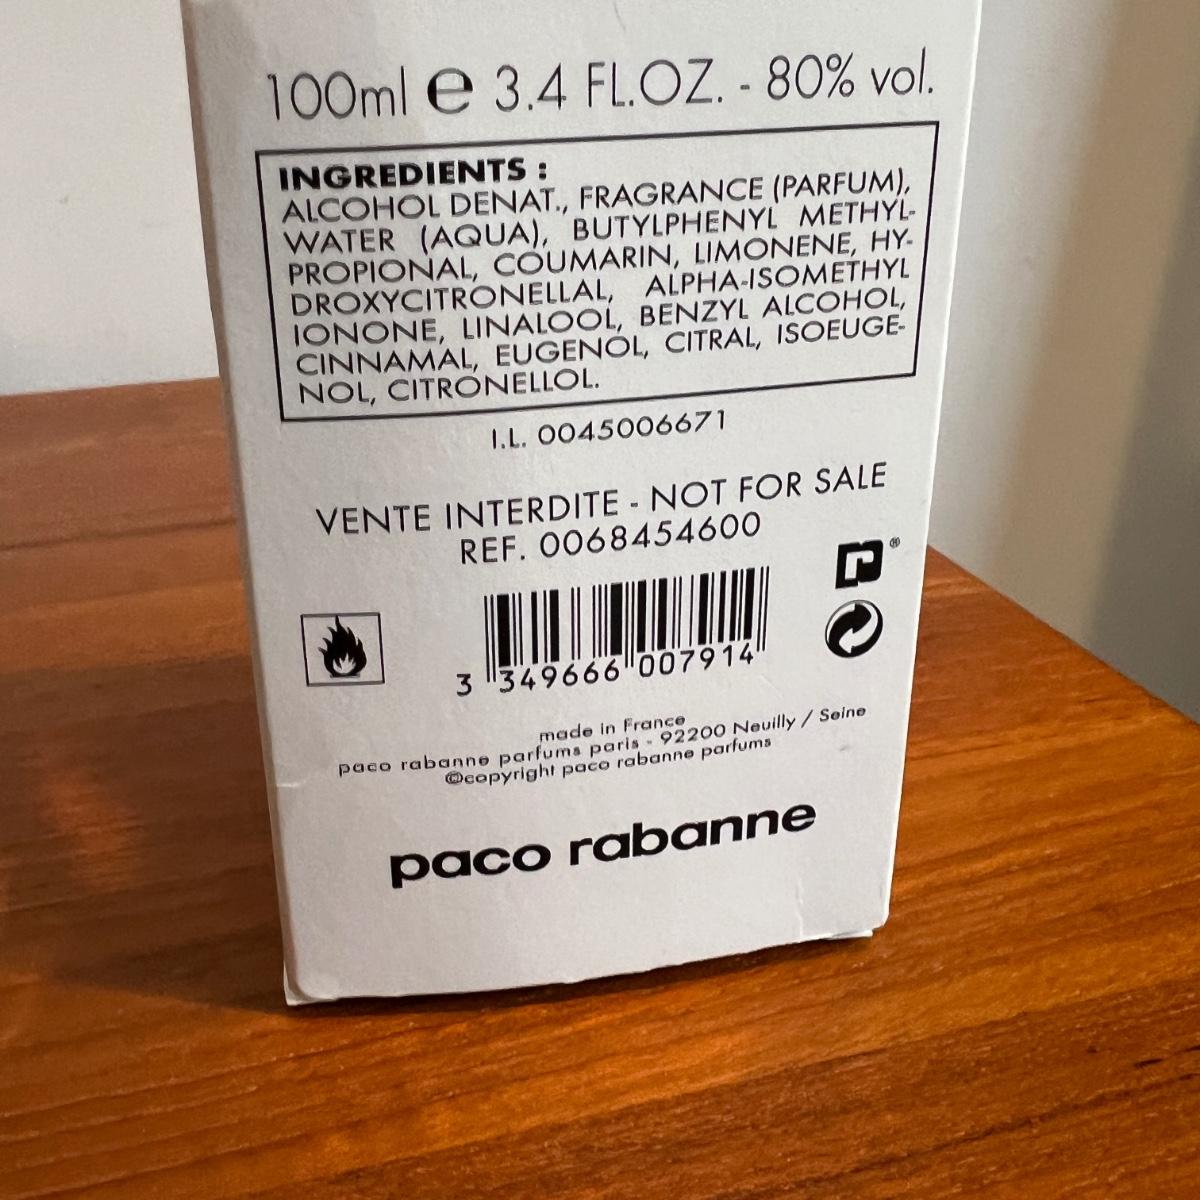 100ml e 3.4 FL.OZ. - 80% vol.
INGREDIENTS :
ALCOHOL DENAT., FRAGRANCE (PARFUM),
WATER (AQUA), BUTYLPHENYL METHYL-
PROPIONAL, COUMARIN, LIMONENE, HY-
DROXYCITRONELLAL, ALPHA-ISOMETHYL
IONONE, LINALOOL, BENZYL ALCOHOL,
CINNAMAL, EUGENOL, CITRAL, ISOEUGE-
NOL, CITRONELLOL.
I.L. 0045006671
VENTE INTERDITE - NOT FOR SALE
REF. 0068454600
3 349666 007914
made in France
paco rabanne parfums paris - 92200 Neuilly / Seine
©copyright paco rabanne parfums
paco rabanne